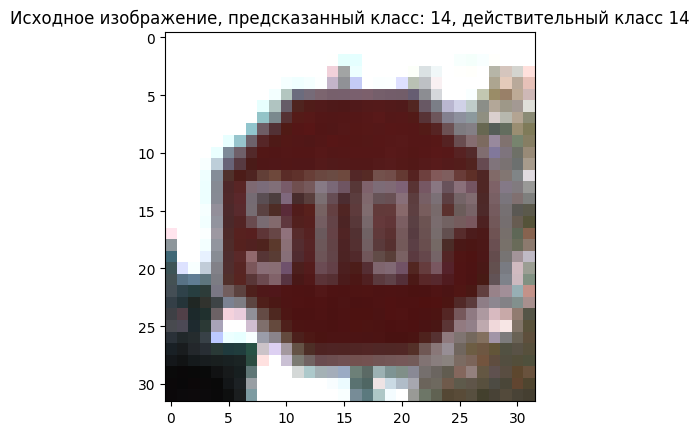 Исходное изображение, предсказанный класс: 14, действительный класс 14
0
5
10
15
20
25
30
STOP
0 5 10 15 20 25 30